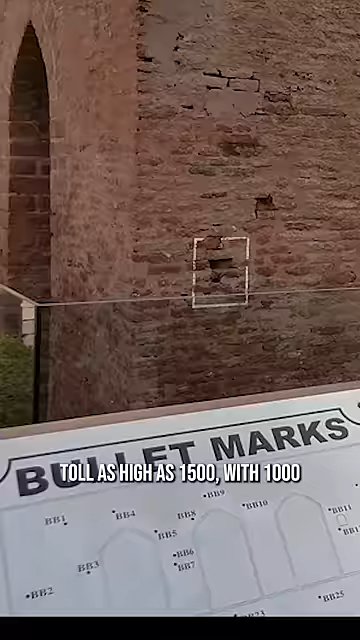 BULLET MARKS
TOLL AS HIGH AS 1500, WITH 1000
BB9
BB10
BB4
BB8
BB11
BB1
BB5
BB6
BB3
BB7
BB2
BB25